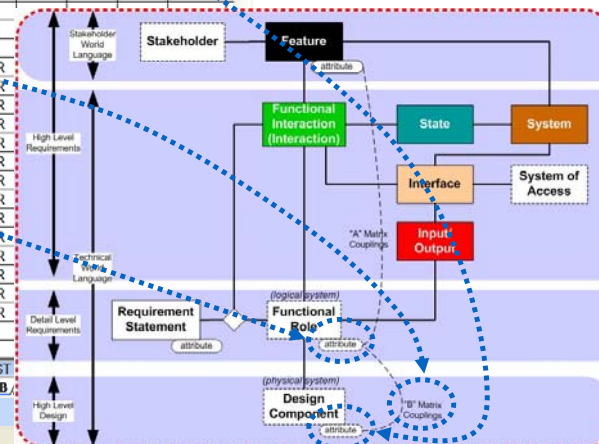 R
R
R
R
R
R
R
R
R
R
R
R
ST
B
Stakeholder
World
Language
Stakeholder
Feature
attribute
High Level
Requirements
Functional
Interaction
(Interaction)
State
System
Interface
System of
Access
"A" Matrix
Couplings
Input/
Output
Technical
World
Language
(logical system)
Detail Level
Requirements
Requirement
Statement
attribute
Functional
Role
attribute
(physical system)
High Level
Design
Design
Component
attribute
"B" Matrix
Couplings